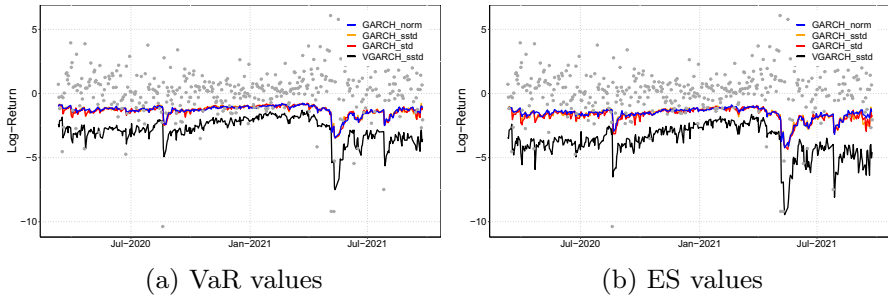 GARCH_norm
GARCH_sstd
GARCH_std
VGARCH_sstd
5
0
−5
−10
Log−Return
Jul−2020 Jan−2021 Jul−2021
(a) VaR values
GARCH_norm
GARCH_sstd
GARCH_std
VGARCH_sstd
5
0
−5
−10
Log−Return
Jul−2020 Jan−2021 Jul−2021
(b) ES values